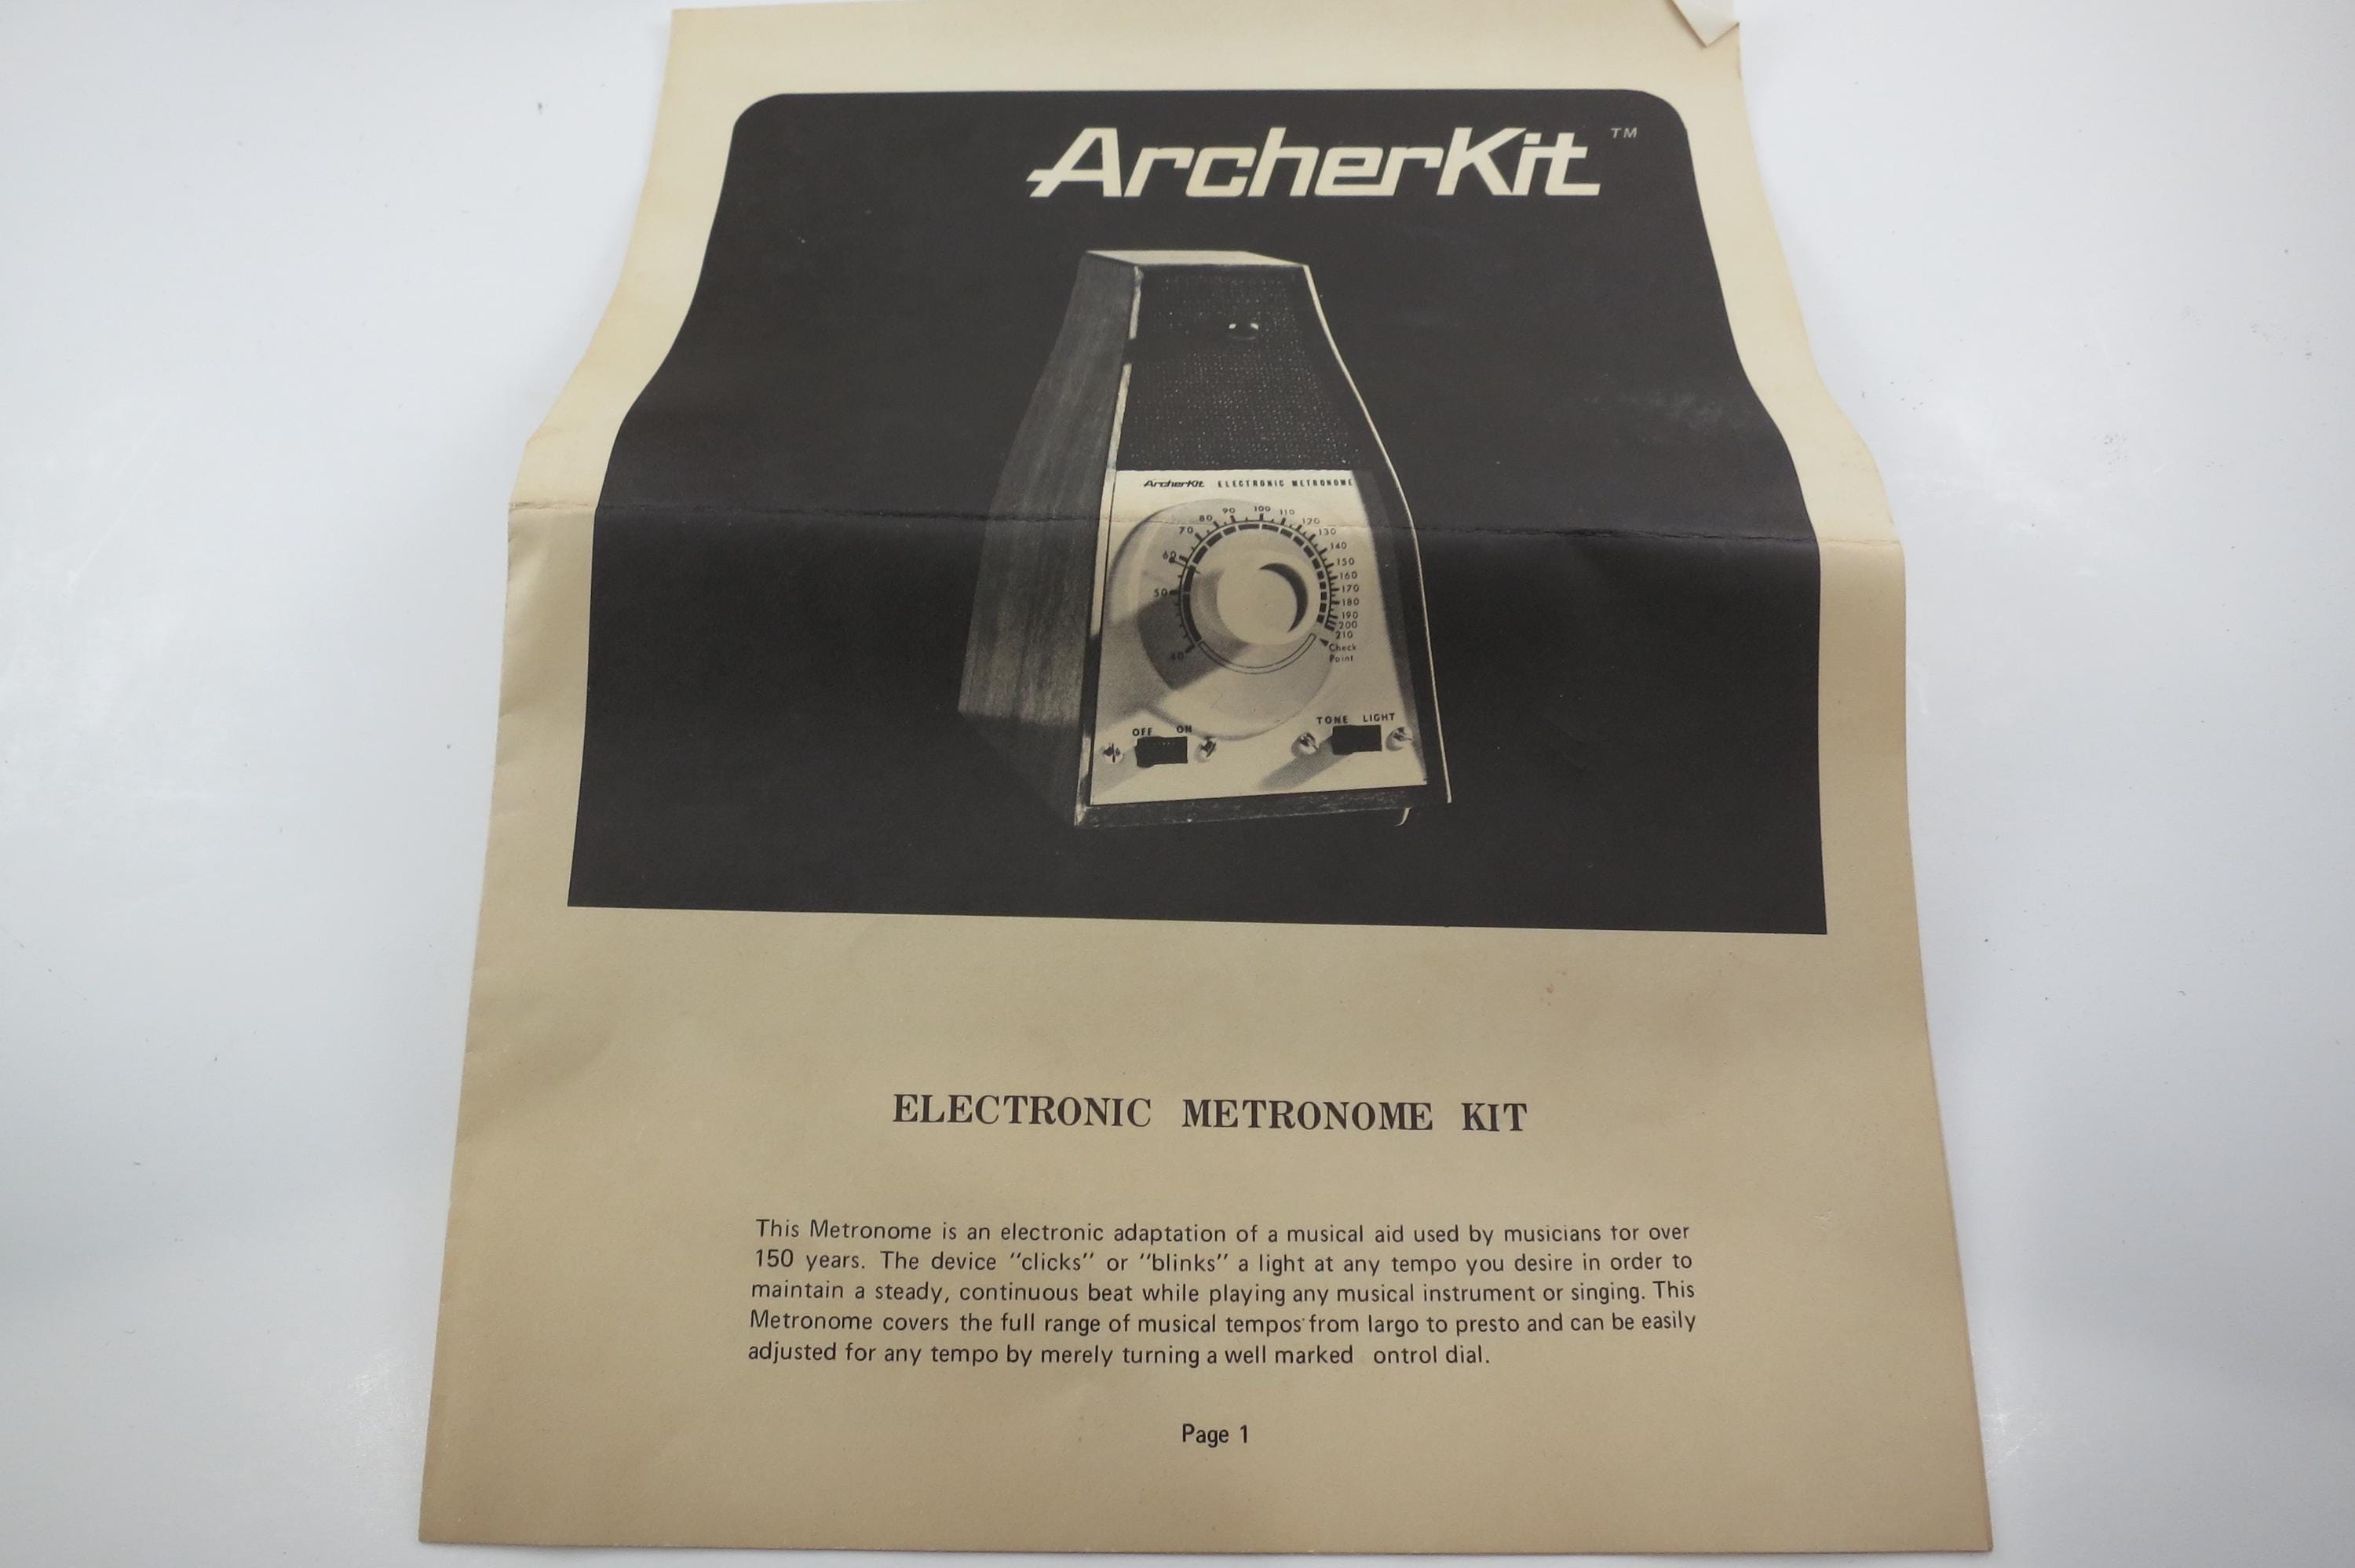 ArcherKit™
ArcherKit ELECTRONIC METRONOME
40
50
60
70
80
90
100
110
120
130
140
150
160
170
180
190
200
210
Check
Point
OFF ON
TONE LIGHT
ELECTRONIC METRONOME KIT
This Metronome is an electronic adaptation of a musical aid used by musicians for over
150 years. The device "clicks" or "blinks" a light at any tempo you desire in order to
maintain a steady, continuous beat while playing any musical instrument or singing. This
Metronome covers the full range of musical tempos from largo to presto and can be easily
adjusted for any tempo by merely turning a well marked ontrol dial.
Page 1